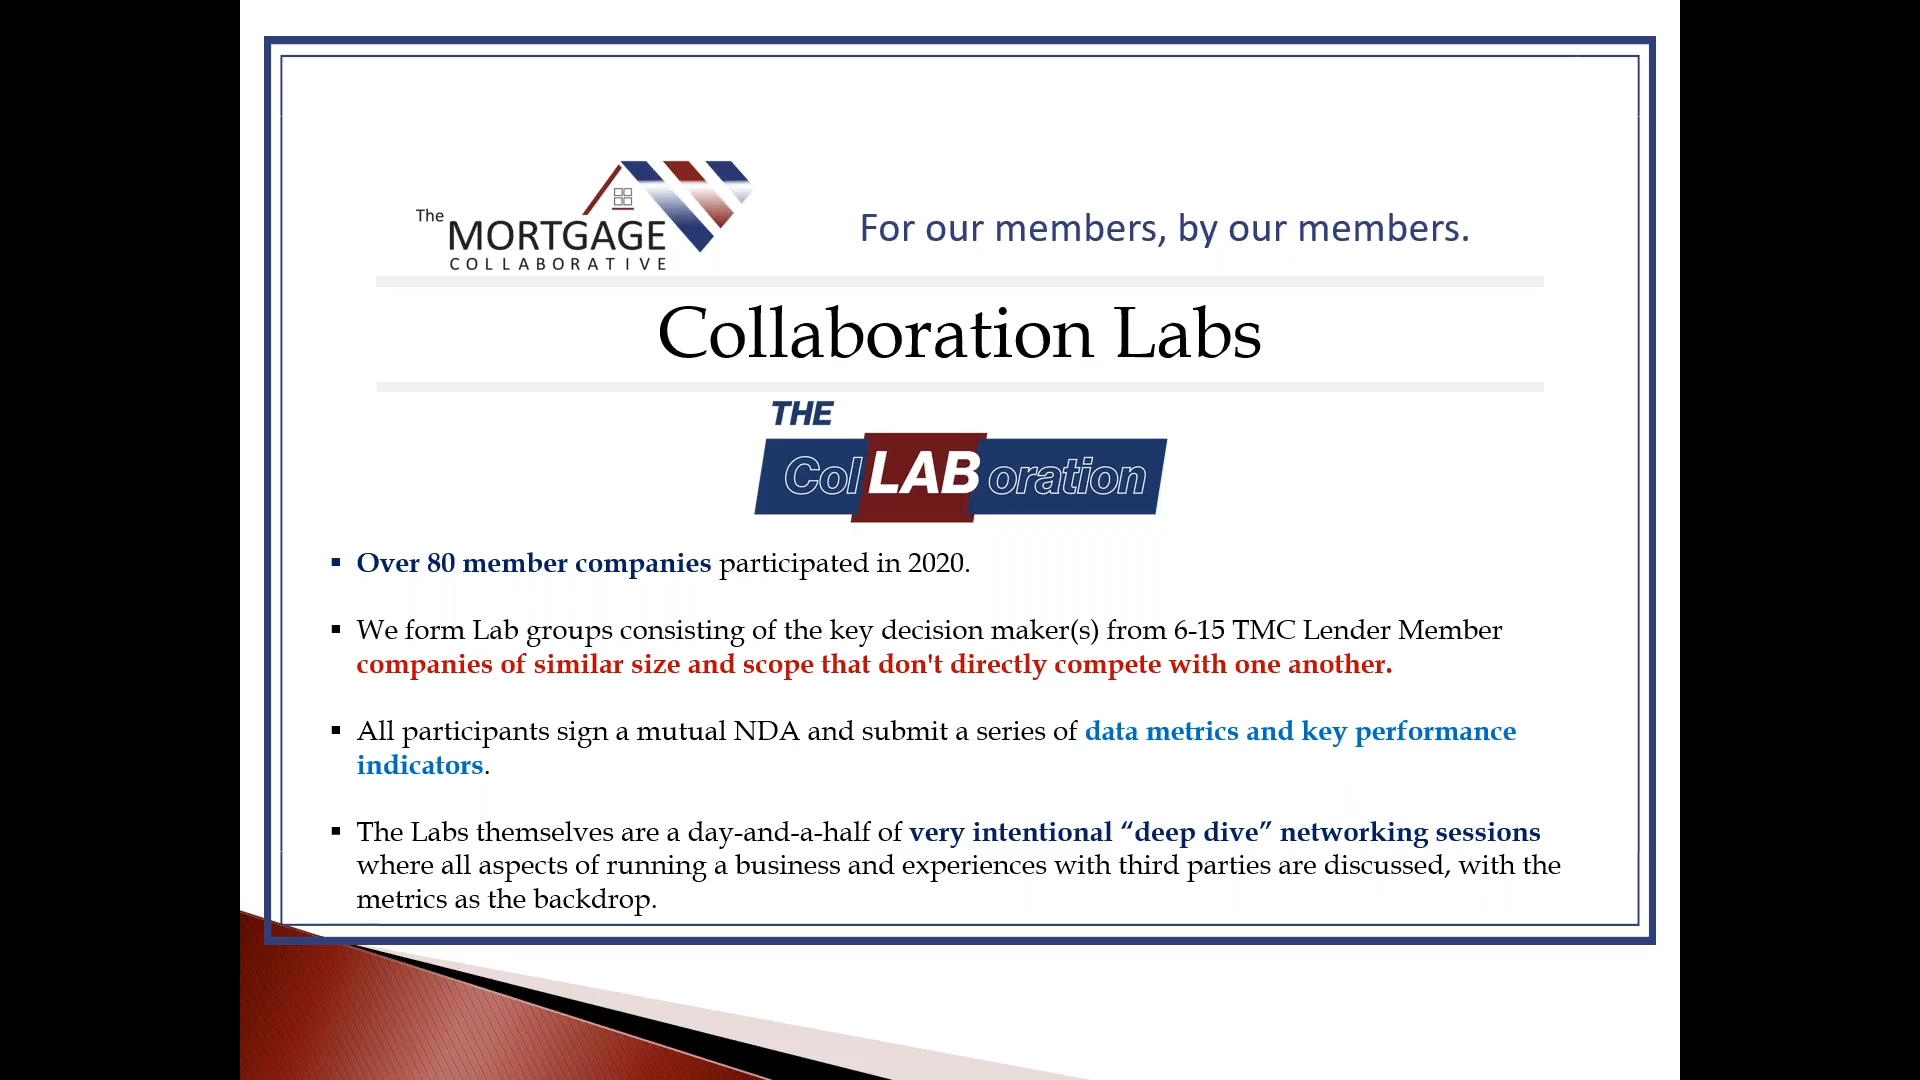 The
MORTGAGE
COLLABORATIVE
For our members, by our members.
Collaboration Labs
THE
ColLABoration
▪ Over 80 member companies participated in 2020.
▪ We form Lab groups consisting of the key decision maker(s) from 6-15 TMC Lender Member
companies of similar size and scope that don't directly compete with one another.
▪ All participants sign a mutual NDA and submit a series of data metrics and key performance
indicators.
▪ The Labs themselves are a day-and-a-half of very intentional “deep dive” networking sessions
where all aspects of running a business and experiences with third parties are discussed, with the
metrics as the backdrop.